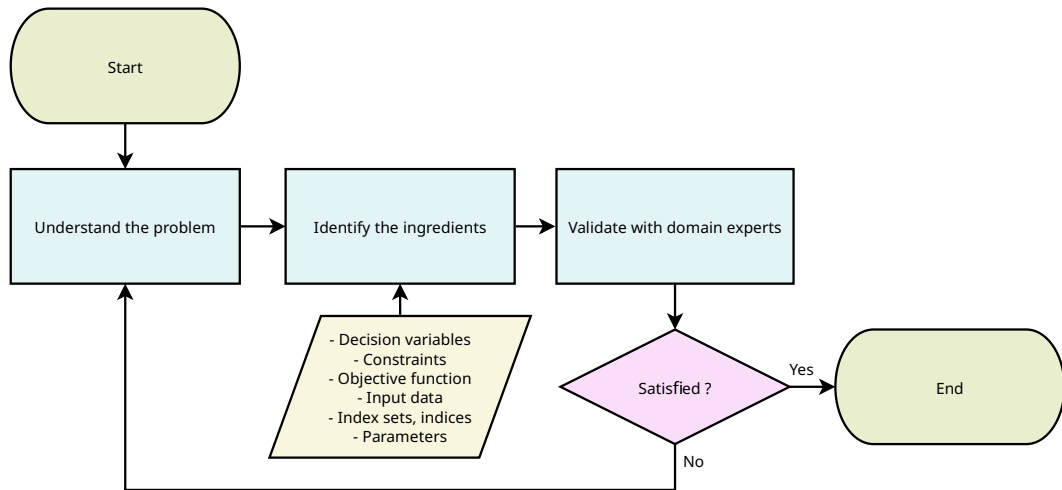 Start
Understand the problem
Identify the ingredients
Validate with domain experts
- Decision variables
- Constraints
- Objective function
- Input data
- Index sets, indices
- Parameters
Satisfied ?
Yes
End
No